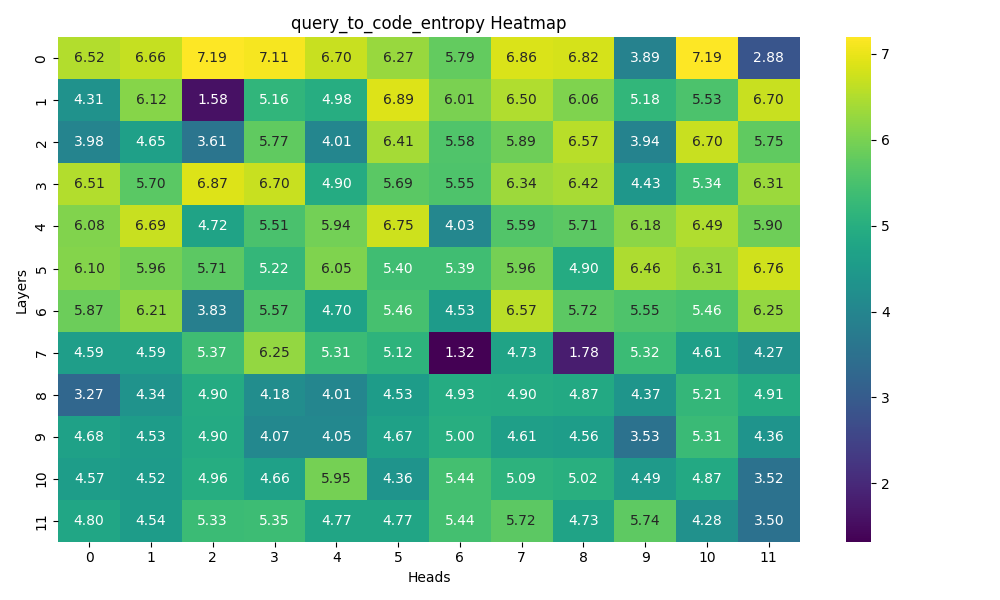 query_to_code_entropy Heatmap
0 6.52 6.66 7.19 7.11 6.70 6.27 5.79 6.86 6.82 3.89 7.19 2.88
1 4.31 6.12 1.58 5.16 4.98 6.89 6.01 6.50 6.06 5.18 5.53 6.70
2 3.98 4.65 3.61 5.77 4.01 6.41 5.58 5.89 6.57 3.94 6.70 5.75
3 6.51 5.70 6.87 6.70 4.90 5.69 5.55 6.34 6.42 4.43 5.34 6.31
4 6.08 6.69 4.72 5.51 5.94 6.75 4.03 5.59 5.71 6.18 6.49 5.90
5 6.10 5.96 5.71 5.22 6.05 5.40 5.39 5.96 4.90 6.46 6.31 6.76
6 5.87 6.21 3.83 5.57 4.70 5.46 4.53 6.57 5.72 5.55 5.46 6.25
7 4.59 4.59 5.37 6.25 5.31 5.12 1.32 4.73 1.78 5.32 4.61 4.27
8 3.27 4.34 4.90 4.18 4.01 4.53 4.93 4.90 4.87 4.37 5.21 4.91
9 4.68 4.53 4.90 4.07 4.05 4.67 5.00 4.61 4.56 3.53 5.31 4.36
10 4.57 4.52 4.96 4.66 5.95 4.36 5.44 5.09 5.02 4.49 4.87 3.52
11 4.80 4.54 5.33 5.35 4.77 4.77 5.44 5.72 4.73 5.74 4.28 3.50
0 1 2 3 4 5 6 7 8 9 10 11
Heads
Layers
7
6
5
4
3
2